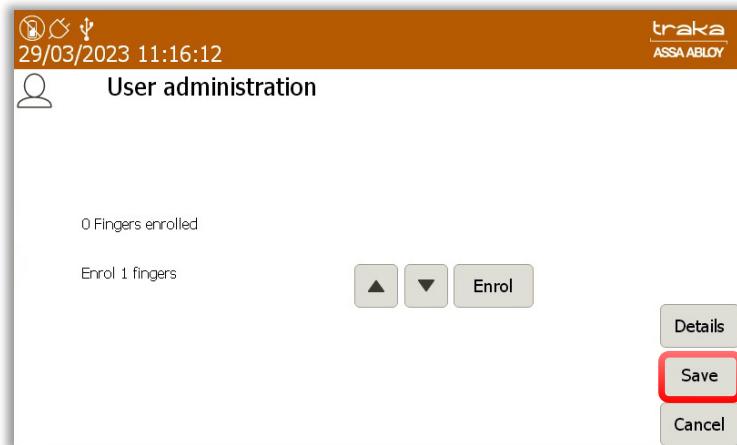 traka
29/03/2023 11:16:12
ASSA ABLOY
User administration
0 Fingers enrolled
Enrol 1 fingers
Enrol
Details
Save
Cancel